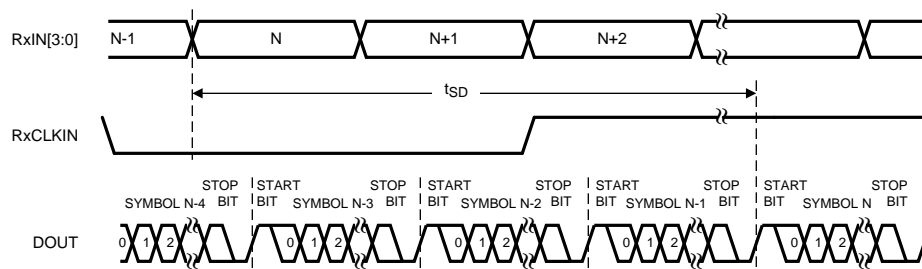 RxIN[3:0] N-1 N N+1 N+2
tSD
RxCLKIN
STOP START STOP START STOP START STOP START STOP
SYMBOL N-4 SYMBOL N-3 SYMBOL N-2 SYMBOL N-1 SYMBOL N
BIT BIT BIT BIT BIT BIT BIT BIT BIT
DOUT 0 1 2 0 1 2 0 1 2 0 1 2 0 1 2